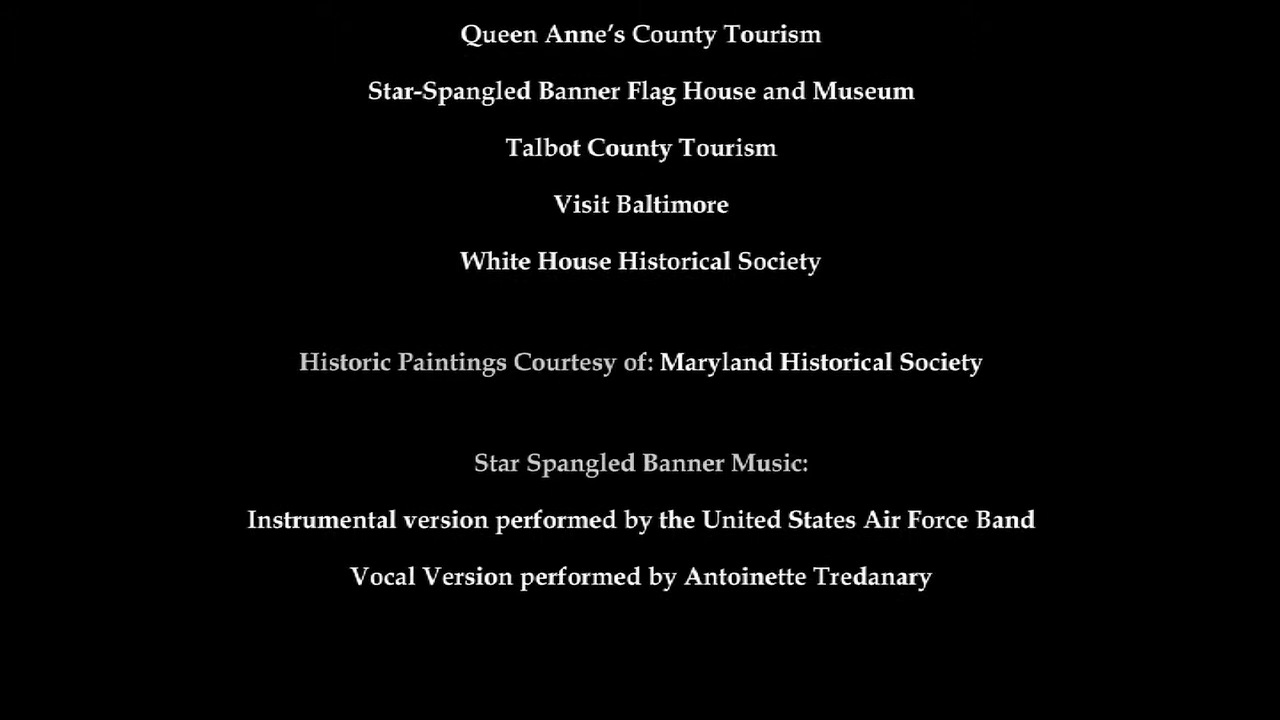 Queen Anne’s County Tourism
Star-Spangled Banner Flag House and Museum
Talbot County Tourism
Visit Baltimore
White House Historical Society
Historic Paintings Courtesy of: Maryland Historical Society
Star Spangled Banner Music:
Instrumental version performed by the United States Air Force Band
Vocal Version performed by Antoinette Tredanary